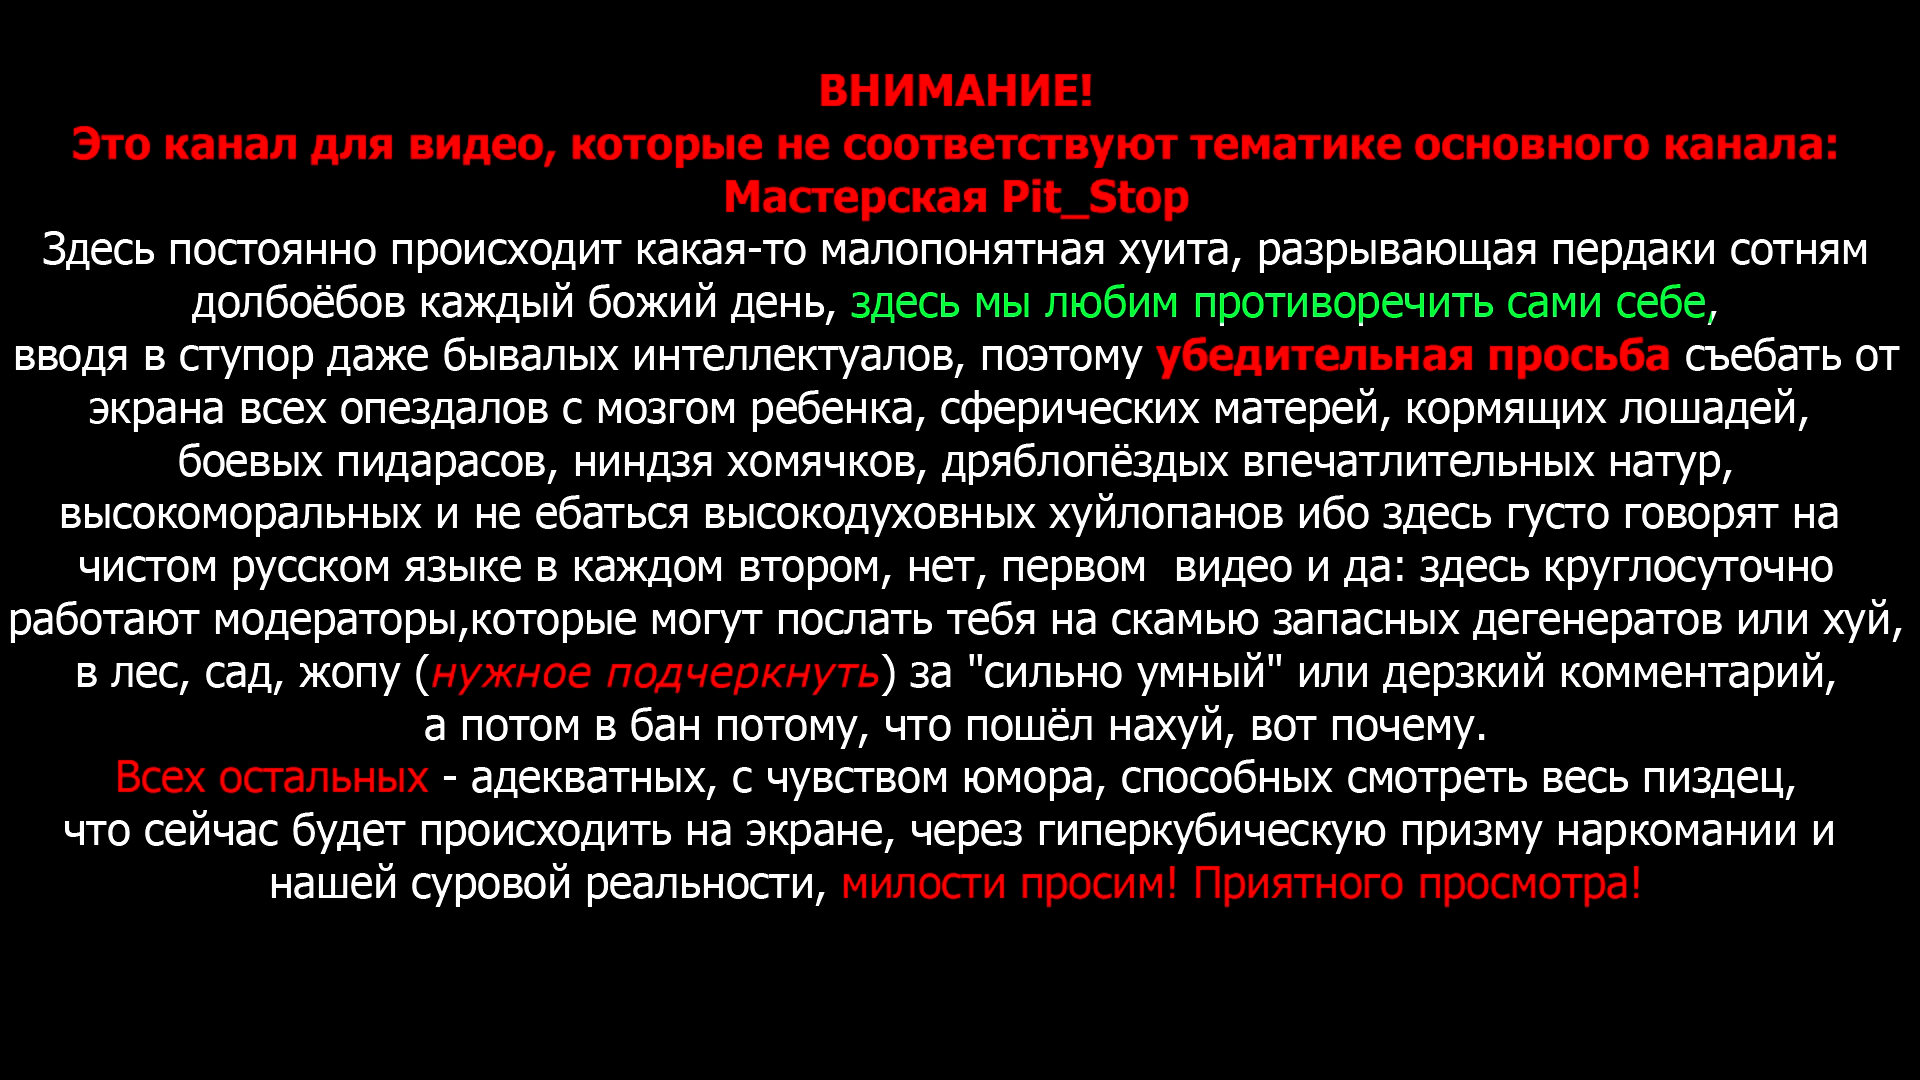 ВНИМАНИЕ!
Это канал для видео, которые не соответствуют тематике основного канала:
Мастерская Pit_Stop
Здесь постоянно происходит какая-то малопонятная хуита, разрывающая пердаки сотням
долбоёбов каждый божий день, здесь мы любим противоречить сами себе,
вводя в ступор даже бывалых интеллектуалов, поэтому убедительная просьба съебать от
экрана всех опездалов с мозгом ребенка, сферических матерей, кормящих лошадей,
боевых пидарасов, ниндзя хомячков, дряблопёздых впечатлительных натур,
высокоморальных и не ебаться высокодуховных хуйлопанов ибо здесь густо говорят на
чистом русском языке в каждом втором, нет, первом  видео и да: здесь круглосуточно
работают модераторы,которые могут послать тебя на скамью запасных дегенератов или хуй,
в лес, сад, жопу (нужное подчеркнуть) за "сильно умный" или дерзкий комментарий,
а потом в бан потому, что пошёл нахуй, вот почему.
Всех остальных - адекватных, с чувством юмора, способных смотреть весь пиздец,
что сейчас будет происходить на экране, через гиперкубическую призму наркомании и
нашей суровой реальности, милости просим! Приятного просмотра!